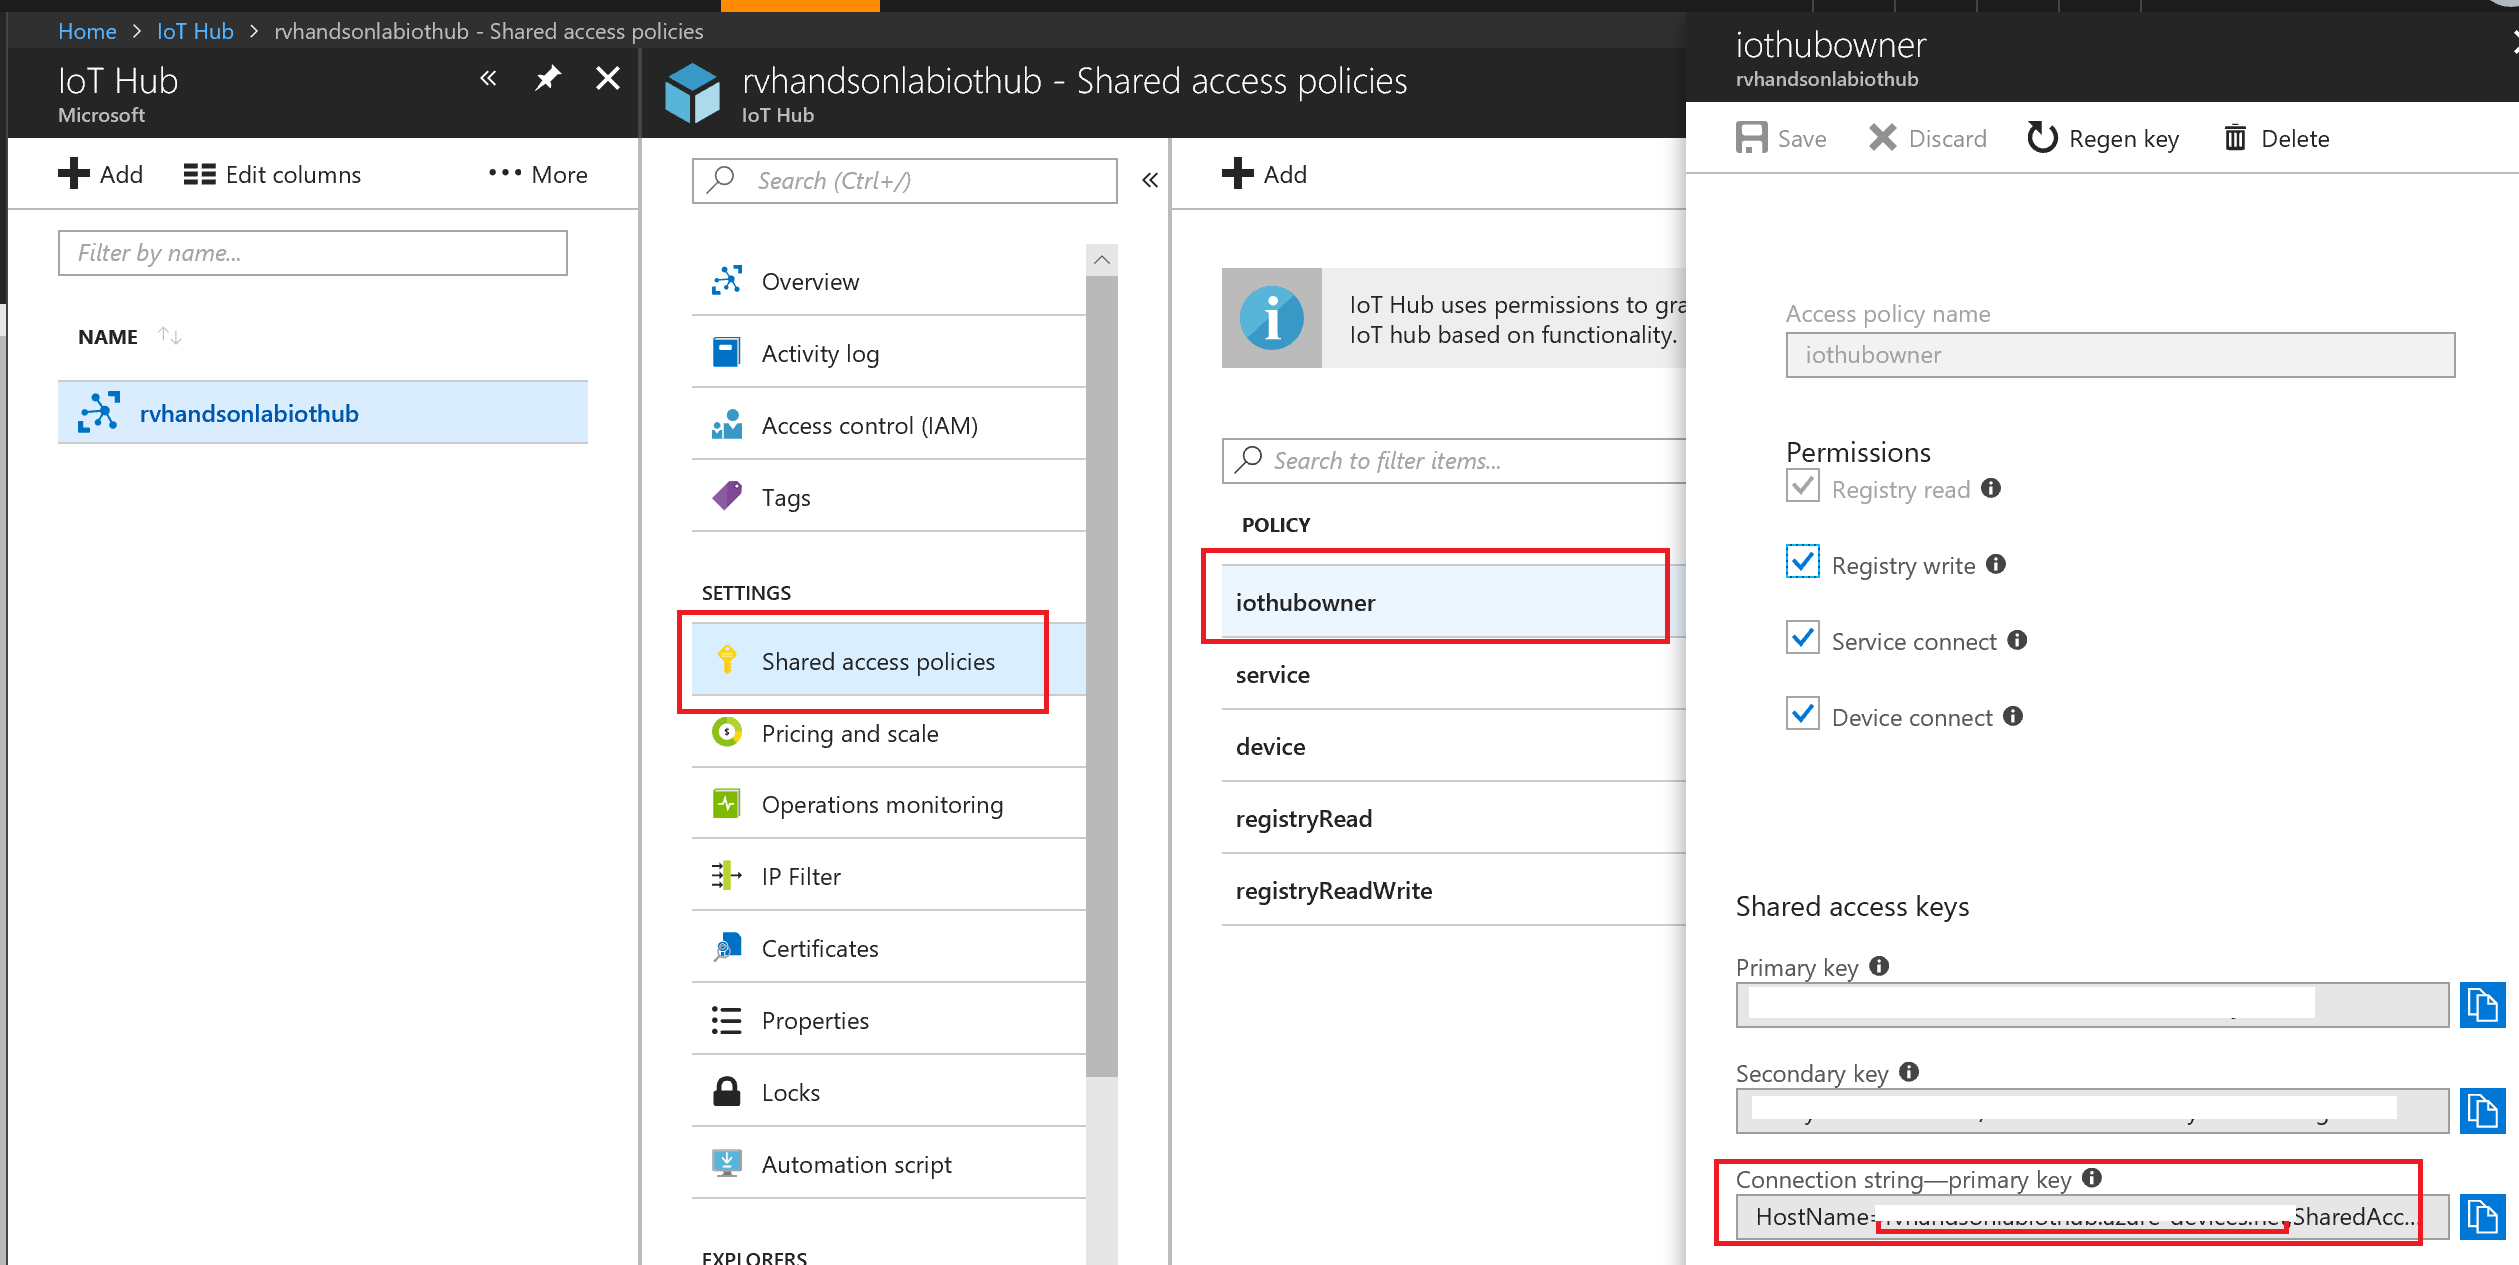 Home > IoT Hub > rvhandsonlabiothub - Shared access policies
IoT Hub
Microsoft
Add
Edit columns
More
Filter by name...
NAME
rvhandsonlabiothub
rvhandsonlabiothub - Shared access policies
IoT Hub
Search (Ctrl+/)
Overview
Activity log
Access control (IAM)
Tags
SETTINGS
Shared access policies
Pricing and scale
Operations monitoring
IP Filter
Certificates
Properties
Locks
Automation script
EXPLORERS
Add
IoT Hub uses permissions to gra
IoT hub based on functionality.
Search to filter items...
POLICY
iothubowner
service
device
registryRead
registryReadWrite
iothubowner
rvhandsonlabiothub
Save
Discard
Regen key
Delete
Access policy name
iothubowner
Permissions
Registry read
Registry write
Service connect
Device connect
Shared access keys
Primary key
Secondary key
Connection string—primary key
HostName=rvhandsonlabiothub.azure-devices.net;SharedAcc...